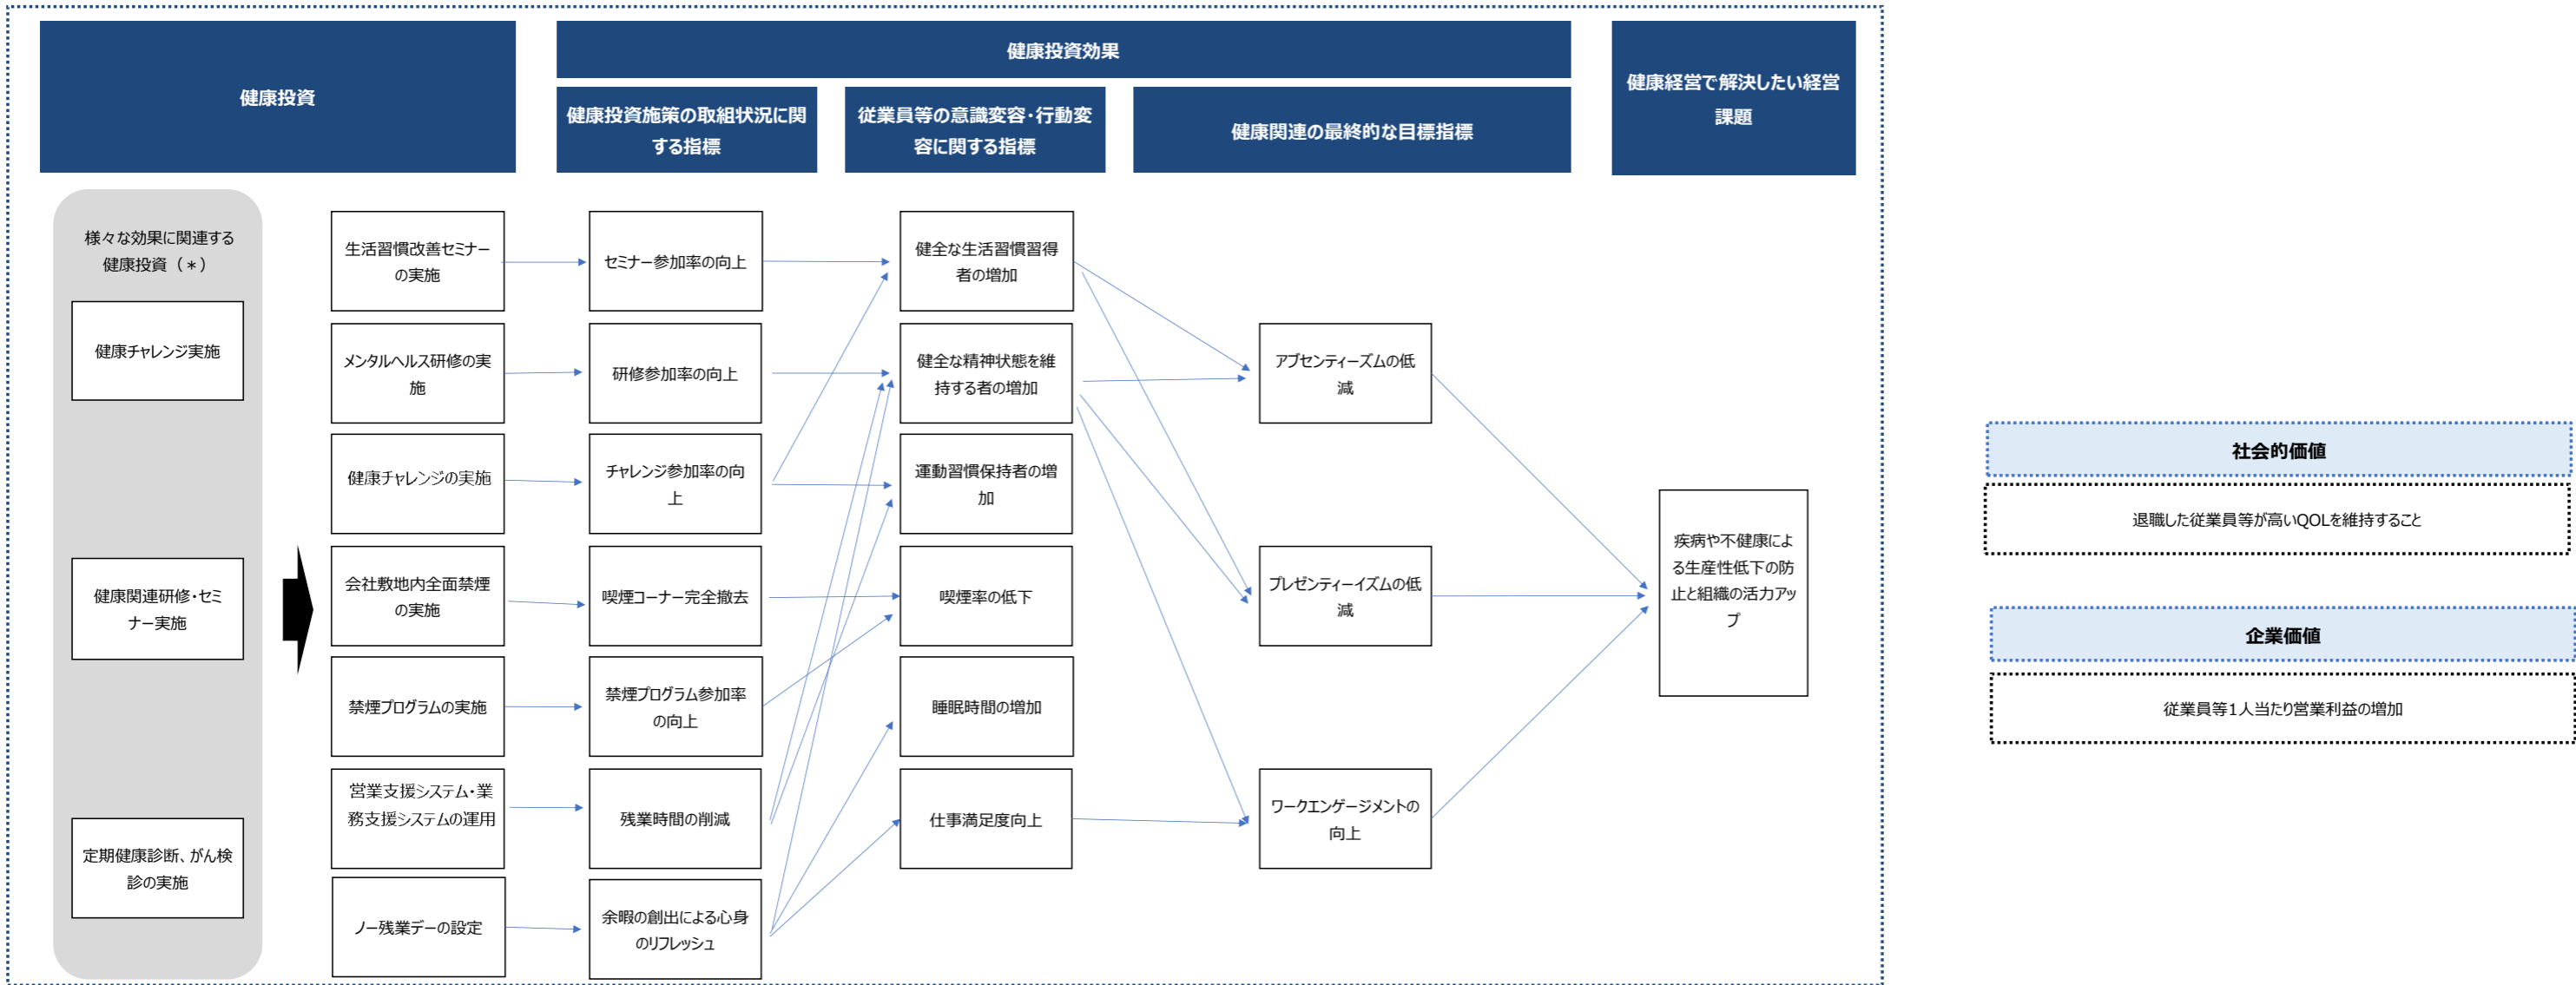 健康投資
健康投資効果
健康経営で解決したい経営
課題
健康投資施策の取組状況に関
する指標
従業員等の意識変容・行動変
容に関する指標
健康関連の最終的な目標指標
様々な効果に関連する
健康投資（＊）
健康チャレンジ実施
健康関連研修・セミ
ナー実施
定期健康診断、がん検
診の実施
生活習慣改善セミナー
の実施
メンタルヘルス研修の実
施
健康チャレンジの実施
会社敷地内全面禁煙
の実施
禁煙プログラムの実施
営業支援システム・業
務支援システムの運用
ノー残業デーの設定
セミナー参加率の向上
研修参加率の向上
チャレンジ参加率の向
上
喫煙コーナー完全撤去
禁煙プログラム参加率
の向上
残業時間の削減
余暇の創出による心身
のリフレッシュ
健全な生活習慣習得
者の増加
健全な精神状態を維
持する者の増加
運動習慣保持者の増
加
喫煙率の低下
睡眠時間の増加
仕事満足度向上
アブセンティーズムの低
減
プレゼンティーイズムの低
減
ワークエンゲージメントの
向上
疾病や不健康によ
る生産性低下の防
止と組織の活力アッ
プ
社会的価値
退職した従業員等が高いQOLを維持すること
企業価値
従業員等1人当たり営業利益の増加